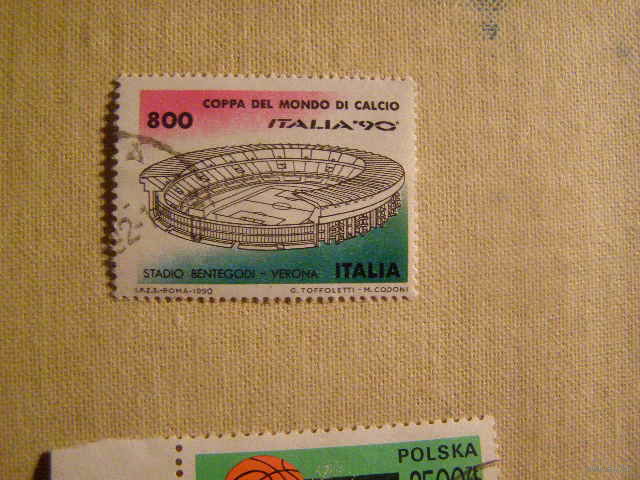 COPPA DEL MONDO DI CALCIO
800 ITALIA '90
STADIO BENTEGODI - VERONA ITALIA
I.P.Z.S.-ROMA-1990 G. TOFFOLETTI - M. CODONI
POLSKA